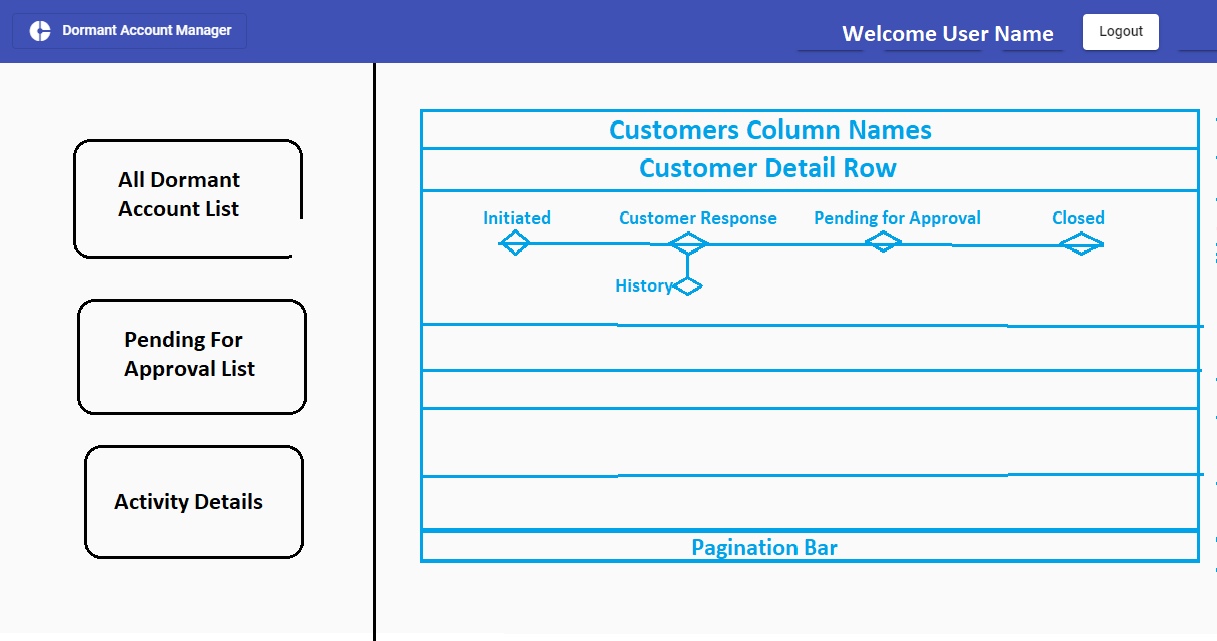 Dormant Account Manager
Welcome User Name
Logout
All Dormant
Account List
Pending For
Approval List
Activity Details
Customers Column Names
Customer Detail Row
Initiated
Customer Response
Pending for Approval
Closed
History
Pagination Bar